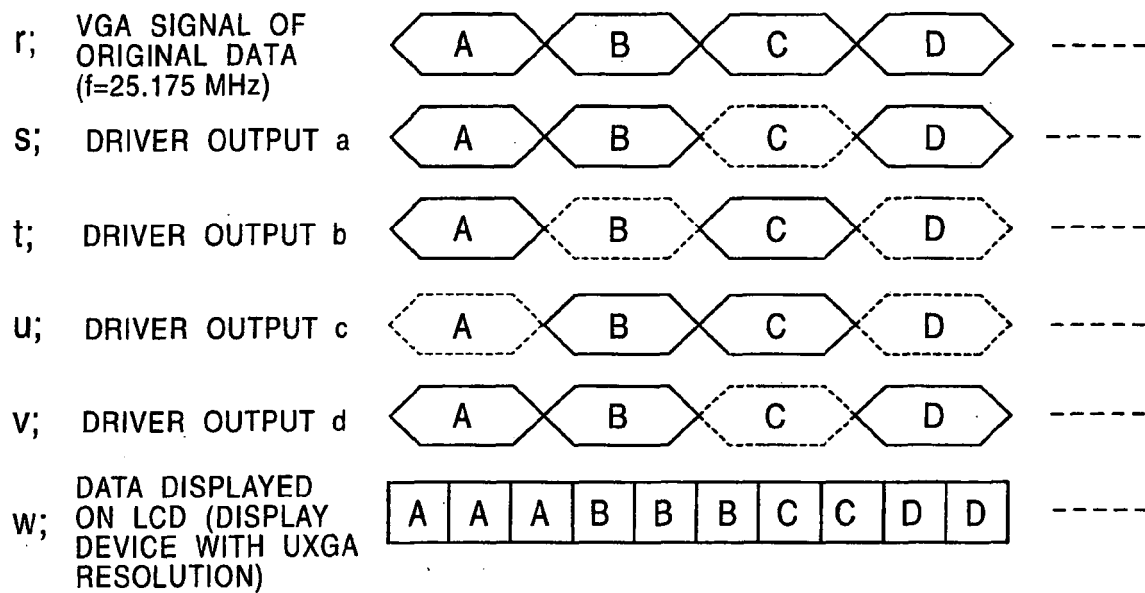 r; VGA SIGNAL OF
ORIGINAL DATA
(f=25.175 MHz)
A B C D
s; DRIVER OUTPUT a
A B C D
t; DRIVER OUTPUT b
A B C D
u; DRIVER OUTPUT c
A B C D
v; DRIVER OUTPUT d
A B C D
w; DATA DISPLAYED
ON LCD (DISPLAY
DEVICE WITH UXGA
RESOLUTION)
A A A B B B C C D D